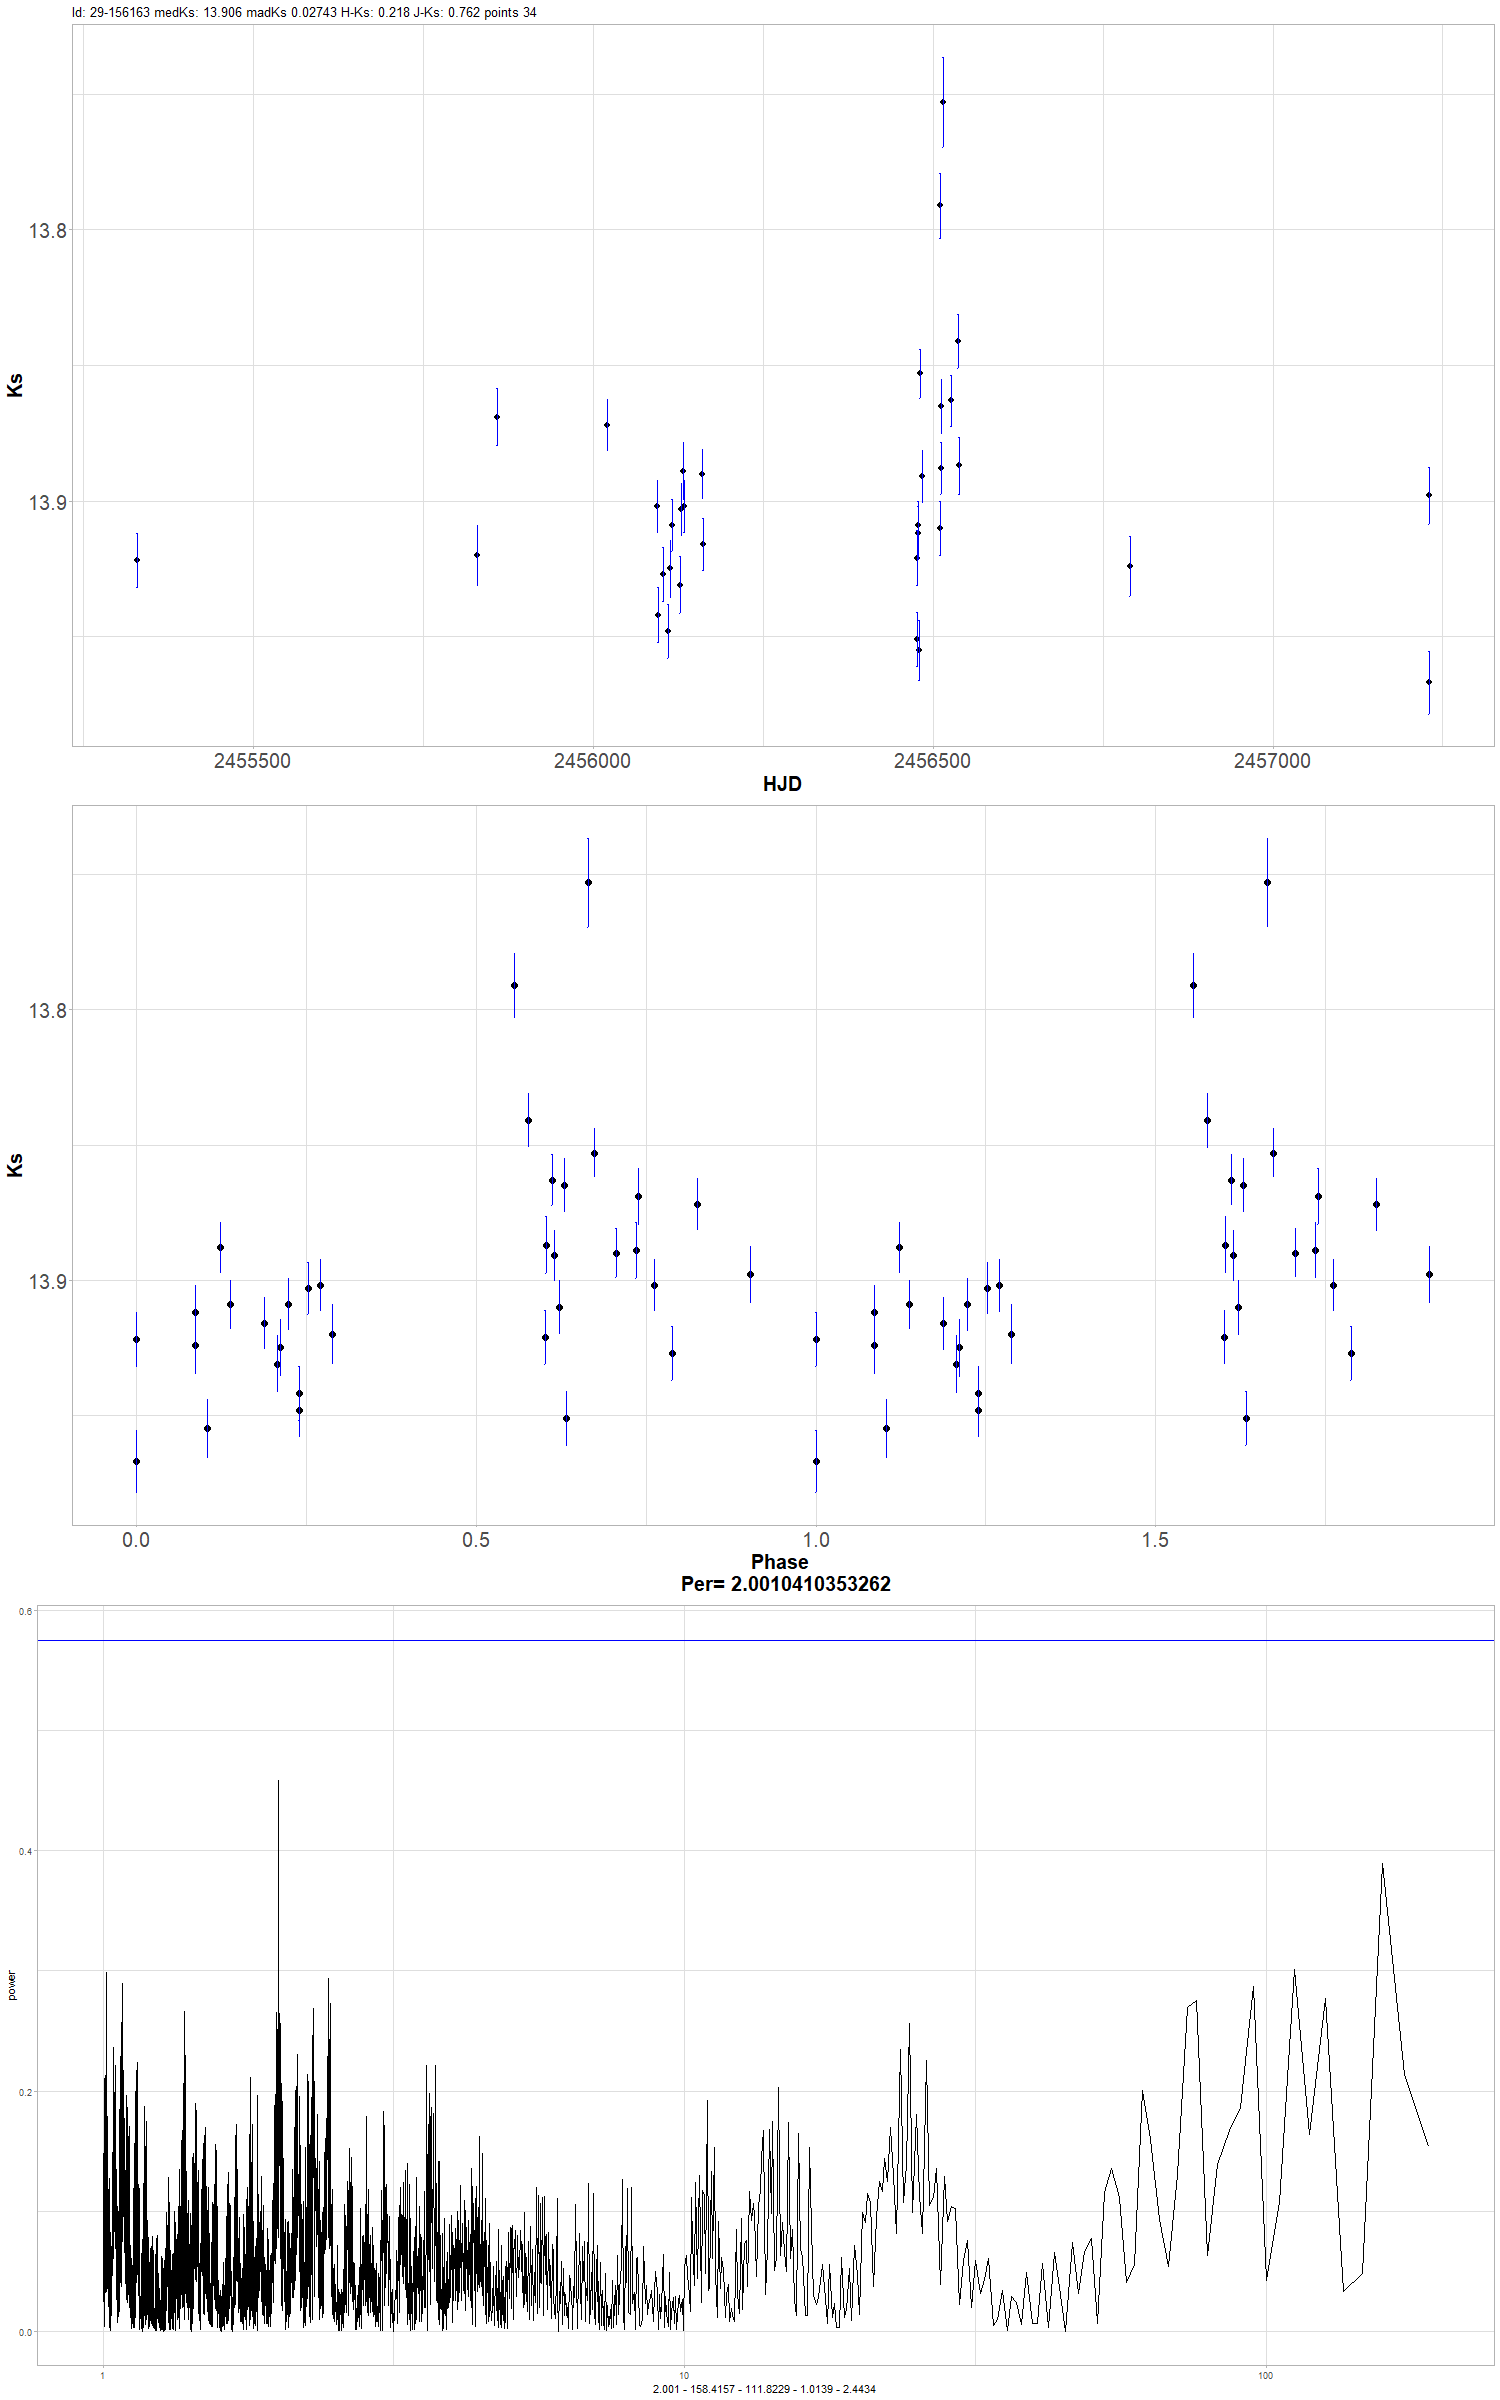 Id: 29-156163 medKs: 13.906 madKs 0.02743 H-Ks: 0.218 J-Ks: 0.762 points 34
13.8
13.9
Ks
2455500 2456000 2456500 2457000
HJD
13.8
13.9
Ks
0.0 0.5 1.0 1.5
Phase
Per= 2.0010410353262
0.6
0.4
0.2
0.0
power
1 10 100
2.001 - 158.4157 - 111.8229 - 1.0139 - 2.4434